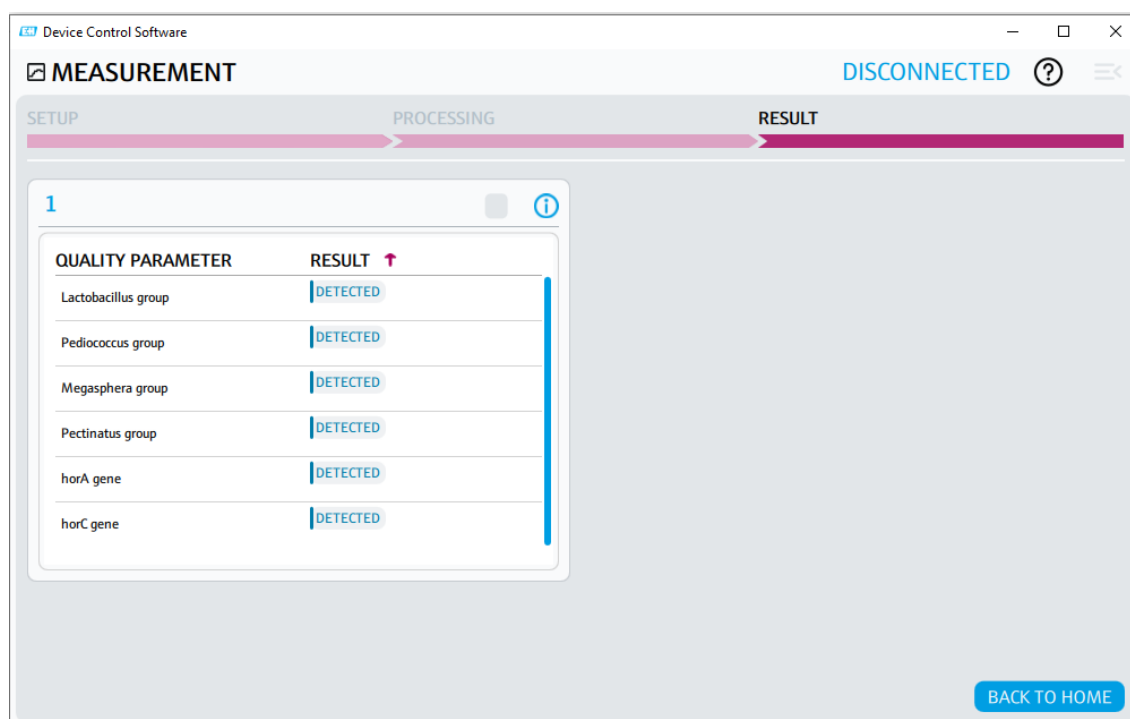 Device Control Software
MEASUREMENT DISCONNECTED ?
SETUP PROCESSING RESULT
1 i
QUALITY PARAMETER RESULT
Lactobacillus group DETECTED
Pediococcus group DETECTED
Megasphera group DETECTED
Pectinatus group DETECTED
horA gene DETECTED
horC gene DETECTED
BACK TO HOME